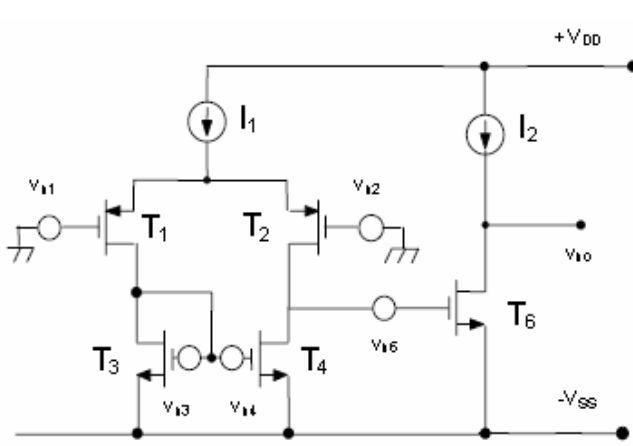 +VDD
I1
I2
vn1
T1
T2
vn2
vno
vn6
T6
T3
vn3
vn4
T4
-VSS